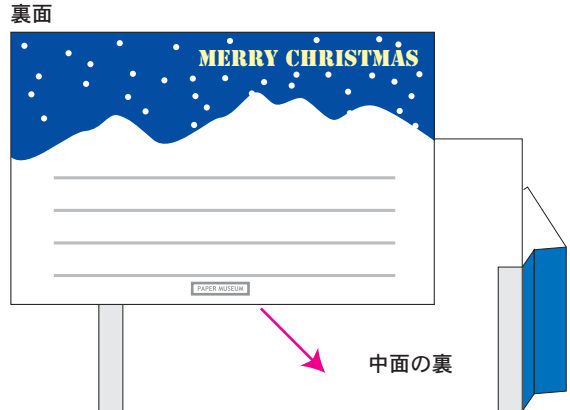 裏面
MERRY CHRISTMAS
PAPER MUSEUM
中面の裏